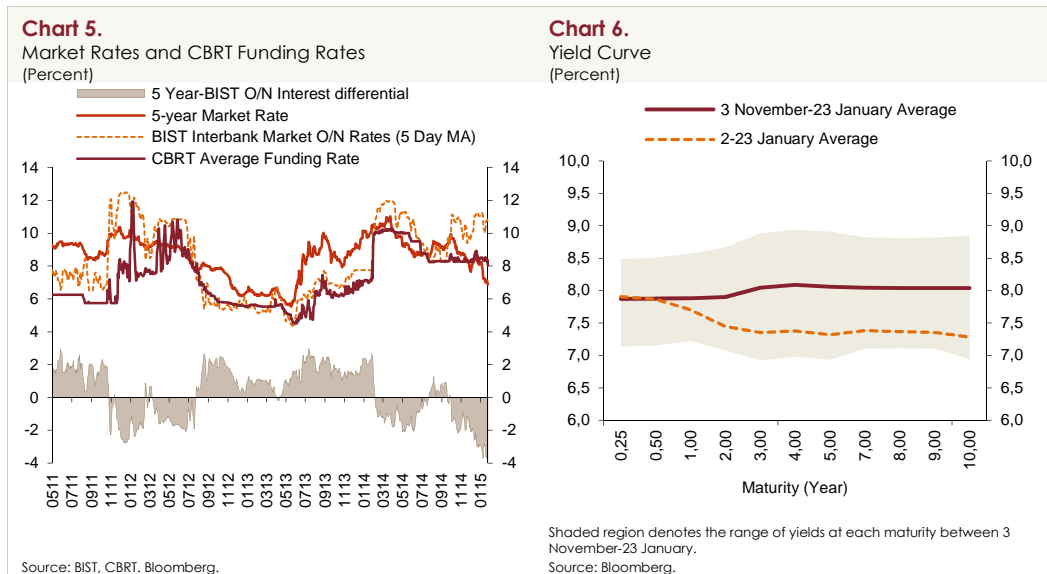 Chart 5.
Market Rates and CBRT Funding Rates
(Percent)
5 Year-BIST O/N Interest differential
5-year Market Rate
BIST Interbank Market O/N Rates (5 Day MA)
CBRT Average Funding Rate
14 14
12 12
10 10
8 8
6 6
4 4
2 2
0 0
-2 -2
-4 -4
0511 0711 0911 1111 0112 0312 0512 0712 0912 1112 0113 0313 0513 0713 0913 1113 0114 0314 0514 0714 0914 1114 0115
Source: BIST, CBRT. Bloomberg.
Chart 6.
Yield Curve
(Percent)
3 November-23 January Average
2-23 January Average
10,0 10,0
9,5 9,5
9,0 9,0
8,5 8,5
8,0 8,0
7,5 7,5
7,0 7,0
6,5 6,5
6,0 6,0
0,25 0,50 1,00 2,00 3,00 4,00 5,00 7,00 8,00 9,00 10,00
Maturity (Year)
Shaded region denotes the range of yields at each maturity between 3
November-23 January.
Source: Bloomberg.